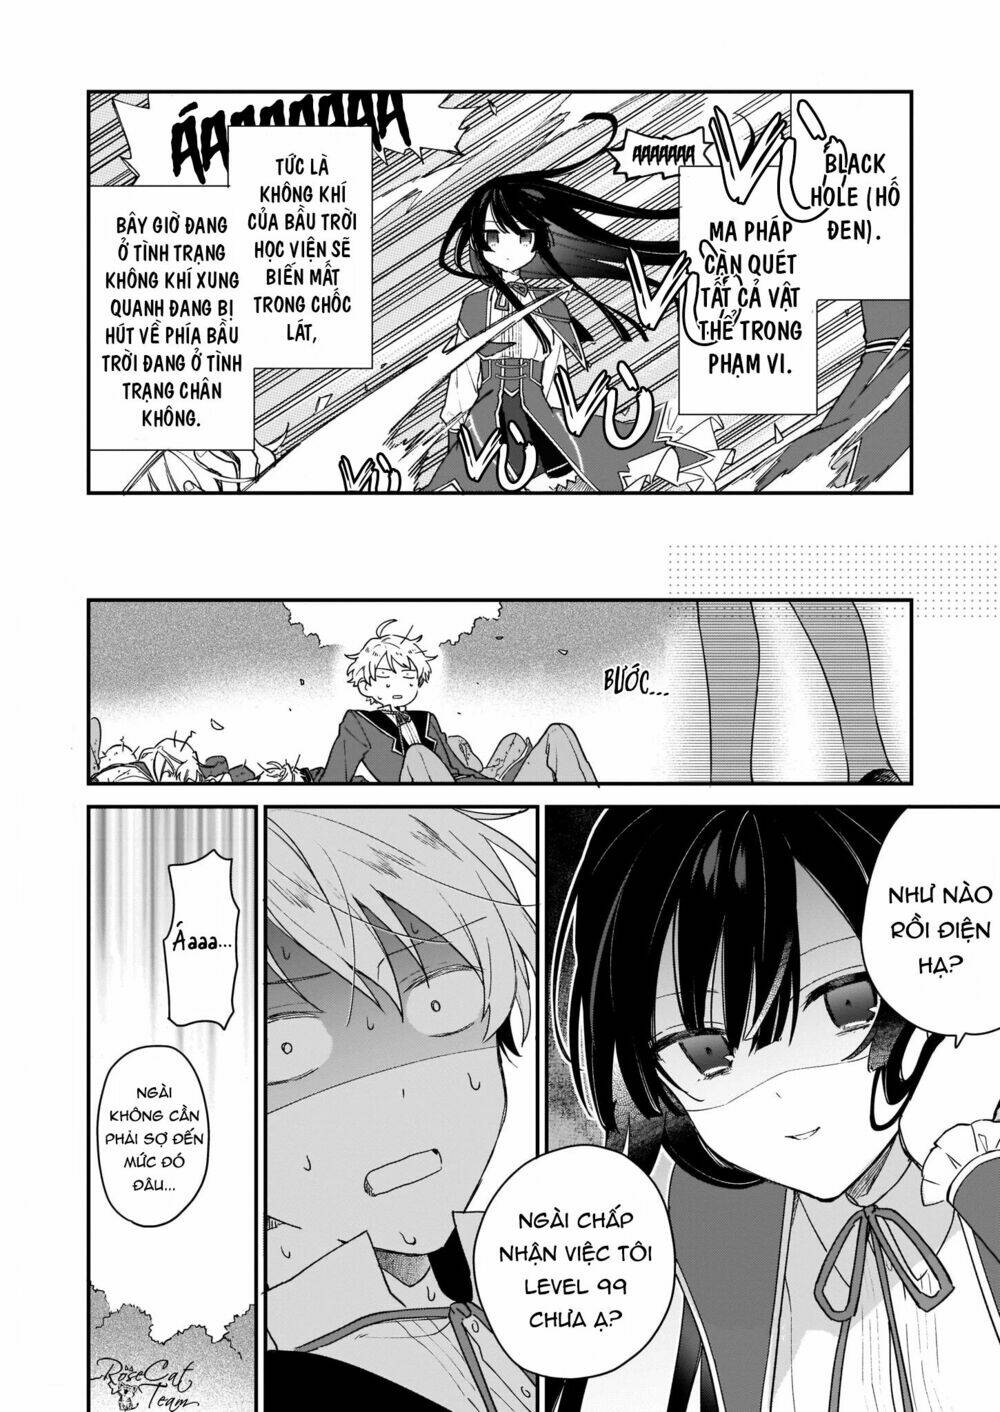 BLACK
HOLE (HỐ
ĐEN).
MA PHÁP
CÀN QUÉT
TẤT CẢ VẬT
THỂ TRONG
PHẠM VI.
AAAAAAA
ÁAAAAAAA
TỨC LÀ
KHÔNG KHÍ
CỦA BẦU TRỜI
HỌC VIỆN SẼ
BIẾN MẤT
TRONG CHỐC
LÁT,
BÂY GIỜ ĐANG
Ở TÌNH TRẠNG
KHÔNG KHÍ XUNG
QUANH ĐANG BỊ
HÚT VỀ PHÍA BẦU
TRỜI ĐANG Ở TÌNH
TRẠNG CHÂN
KHÔNG.
VÙ
VÙ
VÙ
VÙ
BƯỚC...
NHƯ NÀO
RỒI ĐIỆN
HẠ?
NGÀI CHẤP
NHẬN VIỆC TÔI
LEVEL 99
CHƯA Ạ?
Áaaa...
NGÀI
KHÔNG CẦN
PHẢI SỢ ĐẾN
MỨC ĐÓ
ĐÂU...
RoseCat
Team